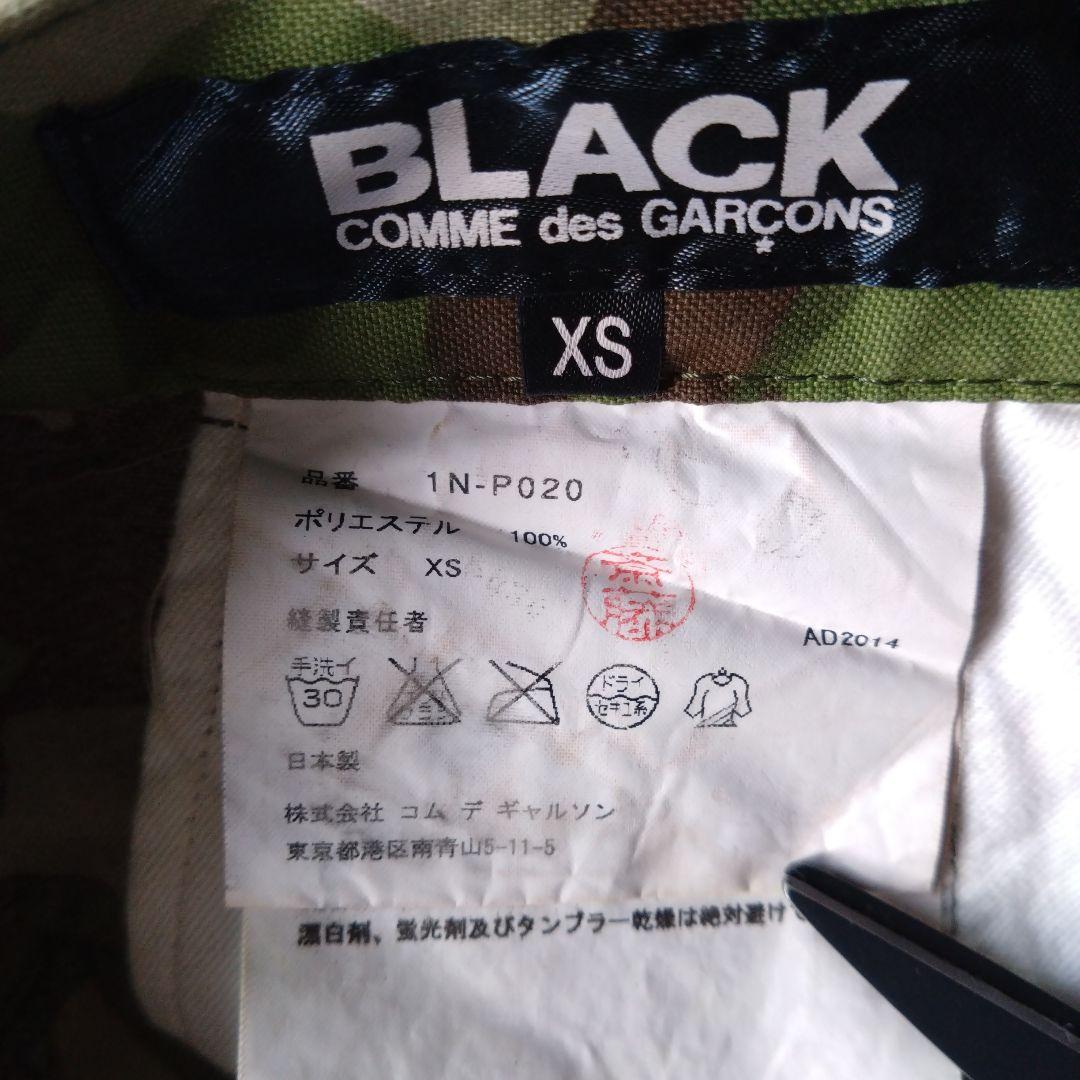 BLACK
COMME des GARÇONS
XS
品番 1N-P020
ポリエステル 100%
サイズ XS
縫製責任者
AD2014
手洗イ
30
ドライ
セキユ系
日本製
株式会社 コム デ ギャルソン
東京都港区南青山5-11-5
漂白剤、蛍光剤及びタンブラー乾燥は絶対避け